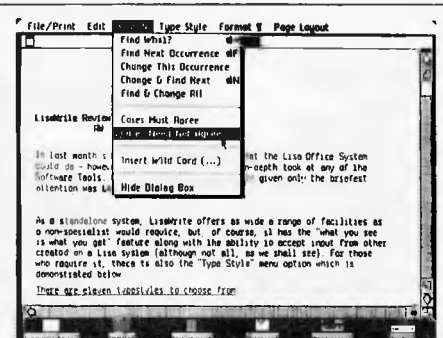 File/Print Edit Type Style Format Page Layout
Find What?
Find Next Occurrence
Change This Occurrence
Change & Find Next
Find & Change All
Cases Must Agree
Cases Need Not Agree
Insert Wild Card (...)
Hide Dialog Box
LisaWrite Review
In last month's the Lisa Office System
could do - however in-depth look at any of the
Software Tools. given only the briefest
attention was
As a standalone system, LisaWrite offers as wide a range of facilities as
a non-specialist would require, but, of course, it has the "what you see
is what you get" feature along with the ability to accept input from other
created on a Lisa system (although not all, as we shall see). For those
who require it, there is also the "Type Style" menu option which is
demonstrated below
There are eleven typestyles to choose from